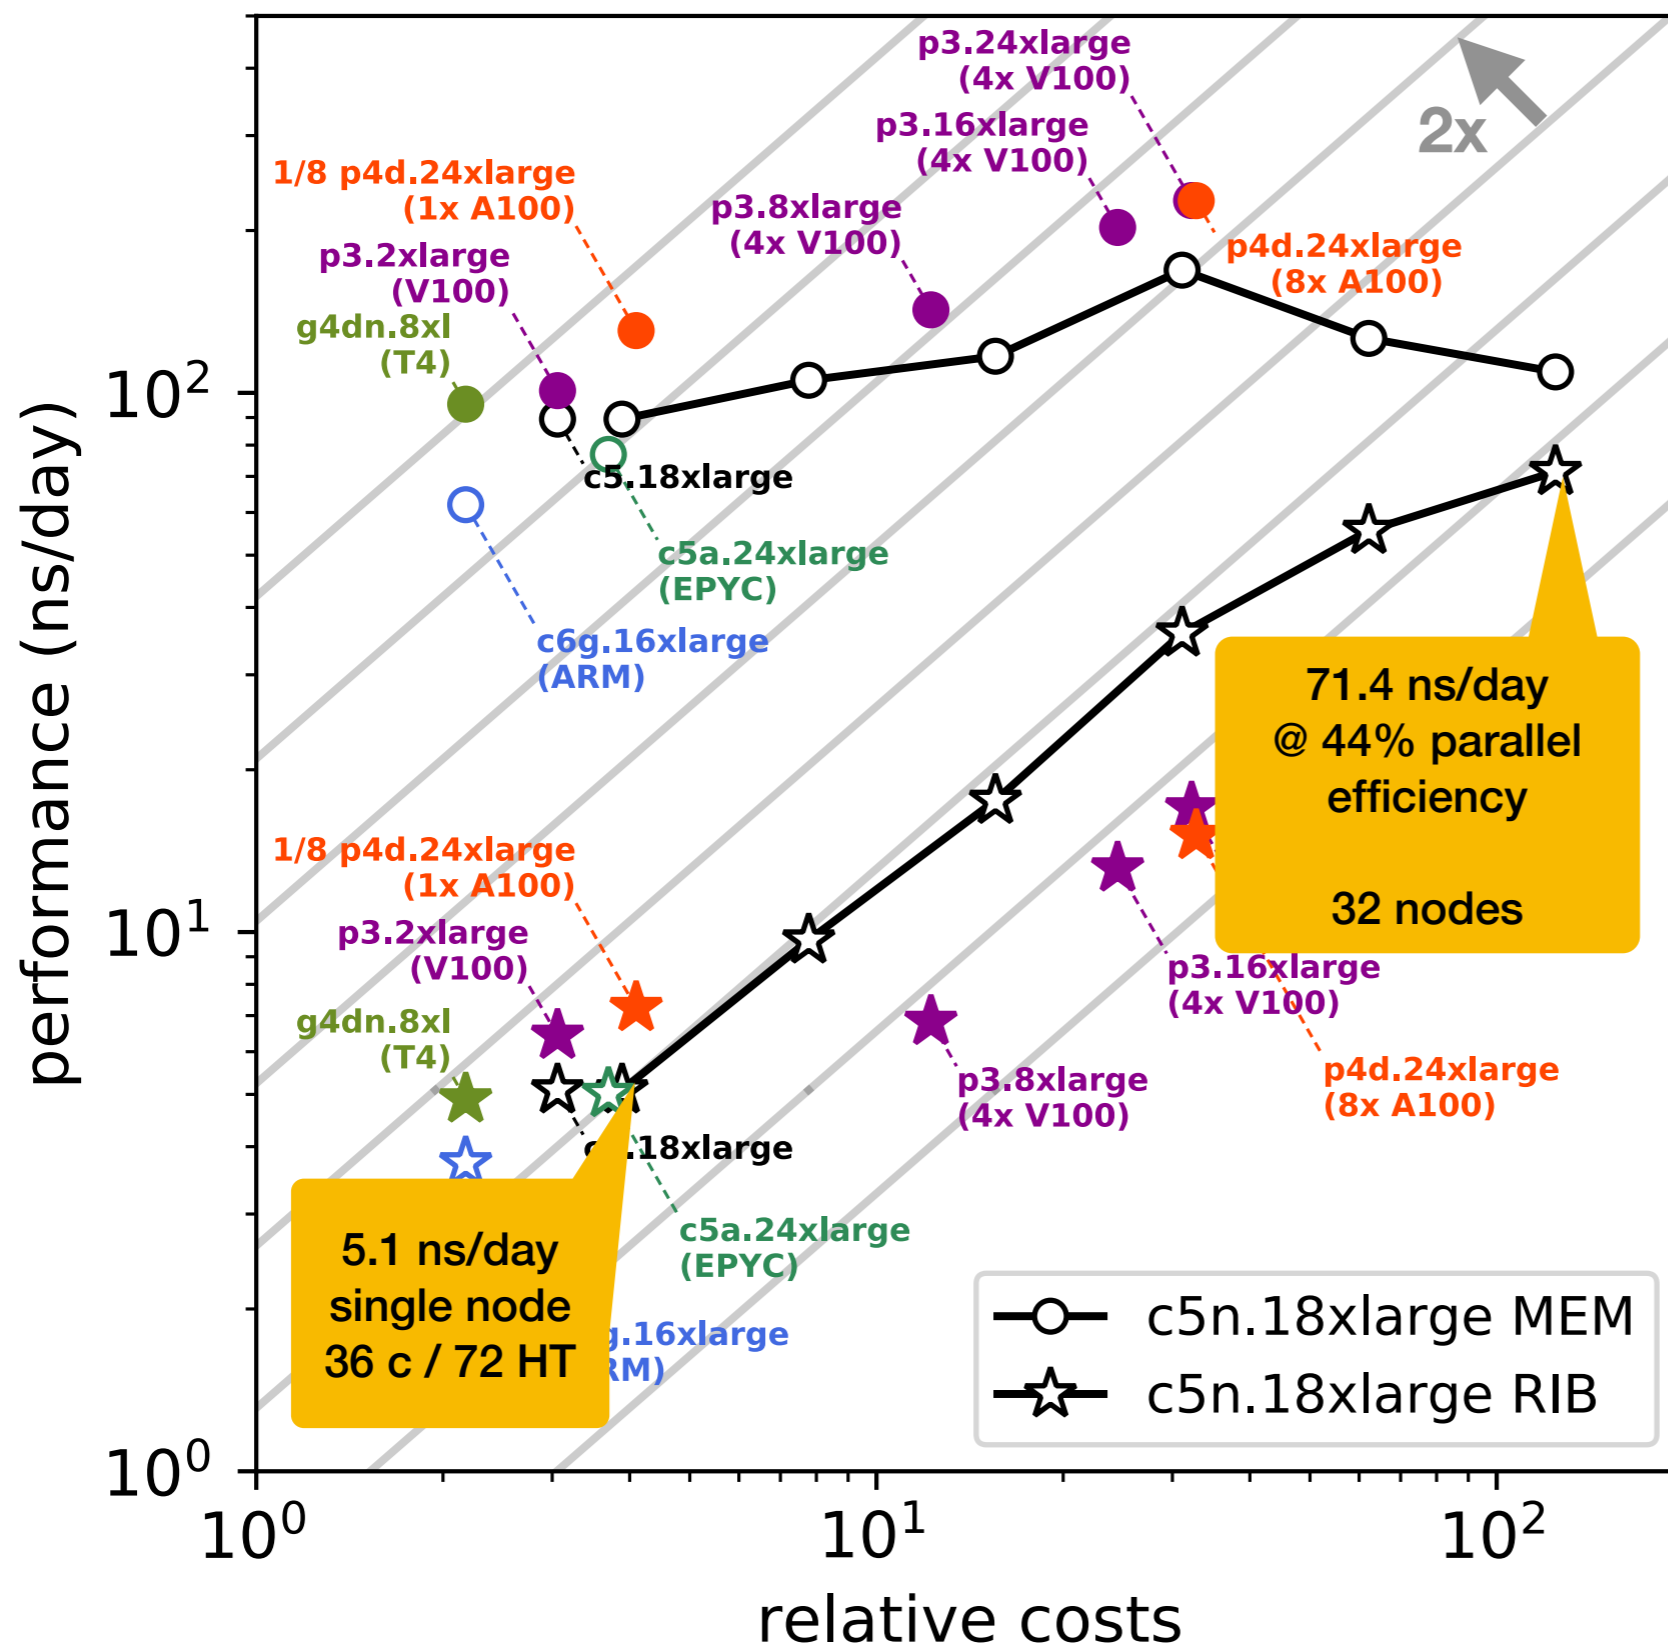 p3.24xlarge
(4x V100)
p3.16xlarge
(4x V100)
2x
1/8 p4d.24xlarge
(1x A100)
p3.8xlarge
(4x V100)
p4d.24xlarge
(8x A100)
p3.2xlarge
(V100)
g4dn.8xl
(T4)
10²
c5.18xlarge
c5a.24xlarge
(EPYC)
c6g.16xlarge
(ARM)
performance (ns/day)
71.4 ns/day
@ 44% parallel
efficiency
32 nodes
1/8 p4d.24xlarge
(1x A100)
p3.2xlarge
(V100)
10¹
g4dn.8xl
(T4)
p3.16xlarge
(4x V100)
p3.8xlarge
(4x V100)
p4d.24xlarge
(8x A100)
.18xlarge
c5a.24xlarge
(EPYC)
5.1 ns/day
single node
36 c / 72 HT
g.16xlarge
RM)
c5n.18xlarge MEM
c5n.18xlarge RIB
10⁰
10⁰
10¹
10²
relative costs